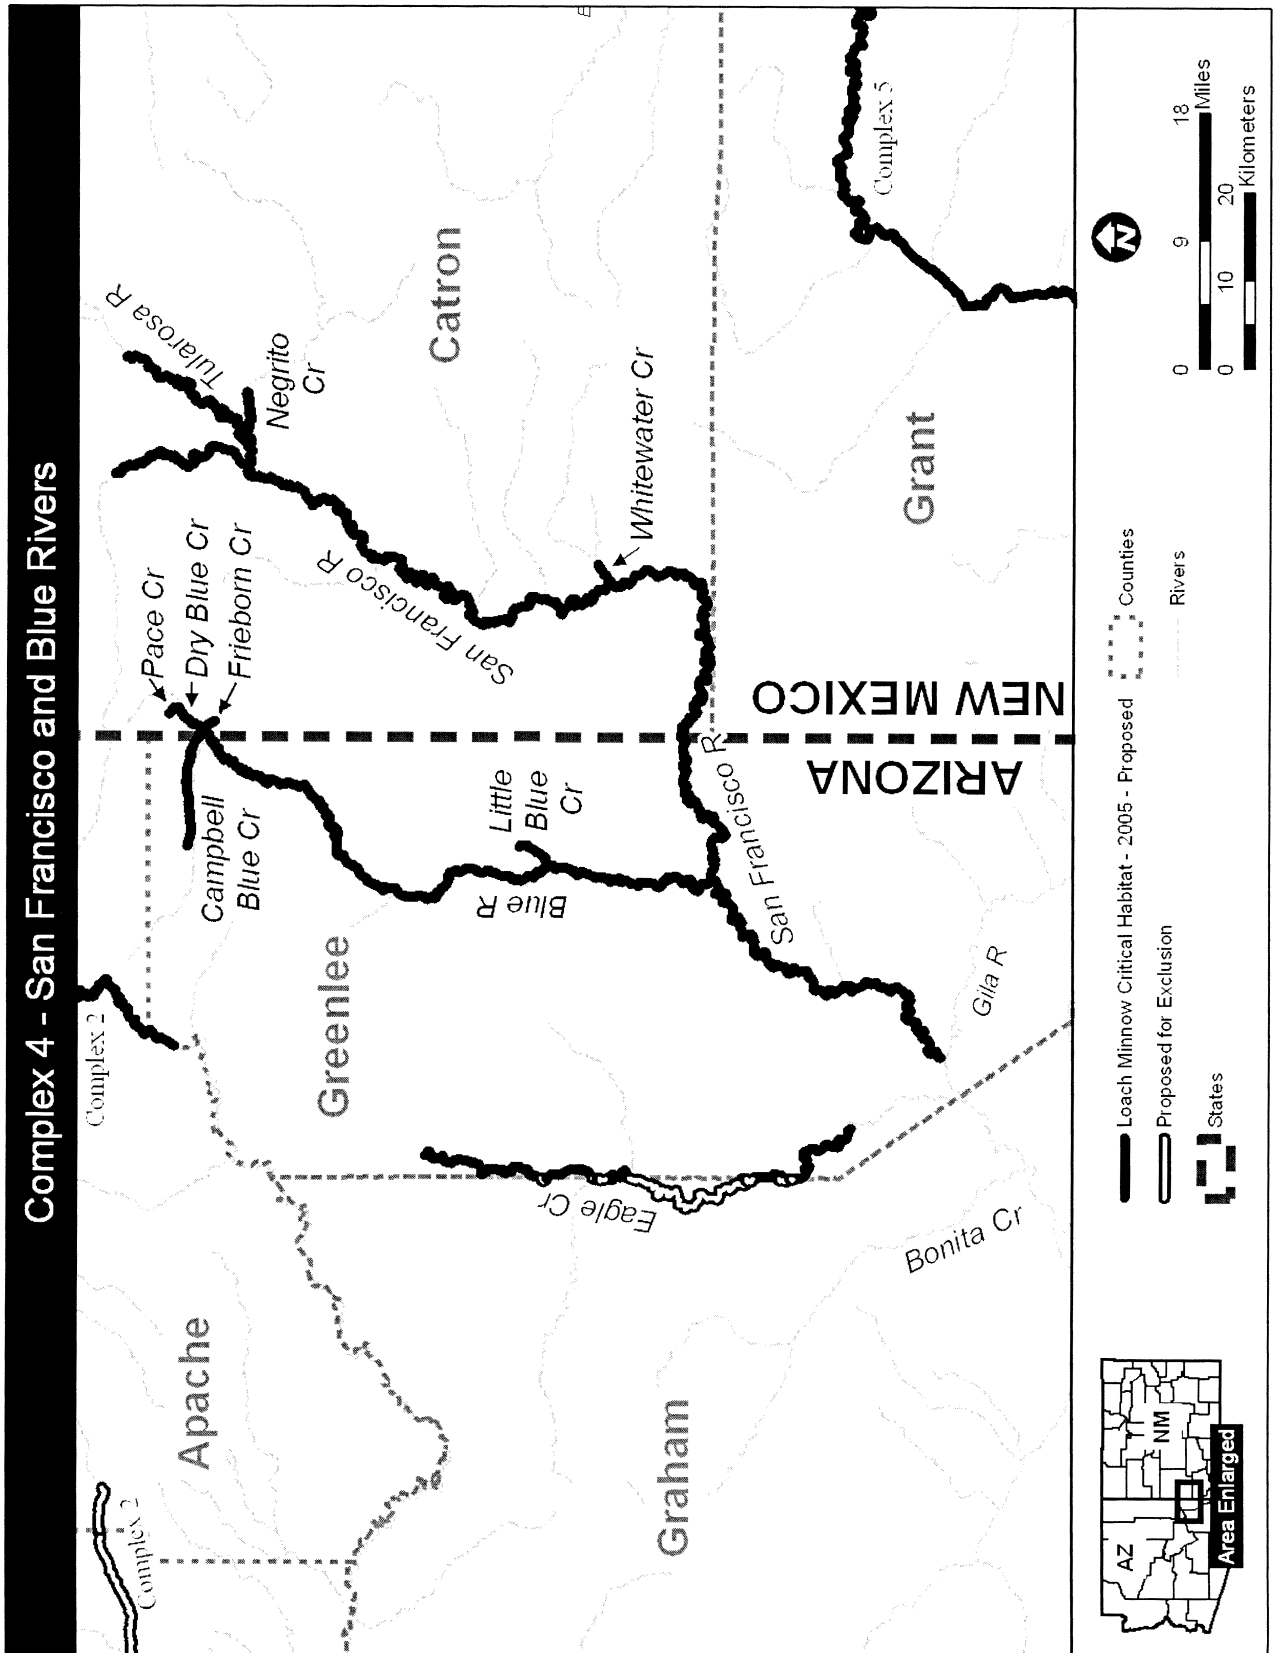 Complex 4 - San Francisco and Blue Rivers
Complex 2
Apache
Complex 2
Greenlee
Graham
Eagle Cr
Bonita Cr
Gila R
Campbell
Blue Cr
Blue R
Little
Blue
Cr
San Francisco R
ARIZONA
NEW MEXICO
Pace Cr
Dry Blue Cr
Frieborn Cr
San Francisco R
Tularosa R
Negrito
Cr
Catron
Whitewater Cr
Grant
Complex 5
AZ
NM
Area Enlarged
Loach Minnow Critical Habitat - 2005 - Proposed
Proposed for Exclusion
States
Counties
Rivers
N
0 9 18
Miles
0 10 20
Kilometers